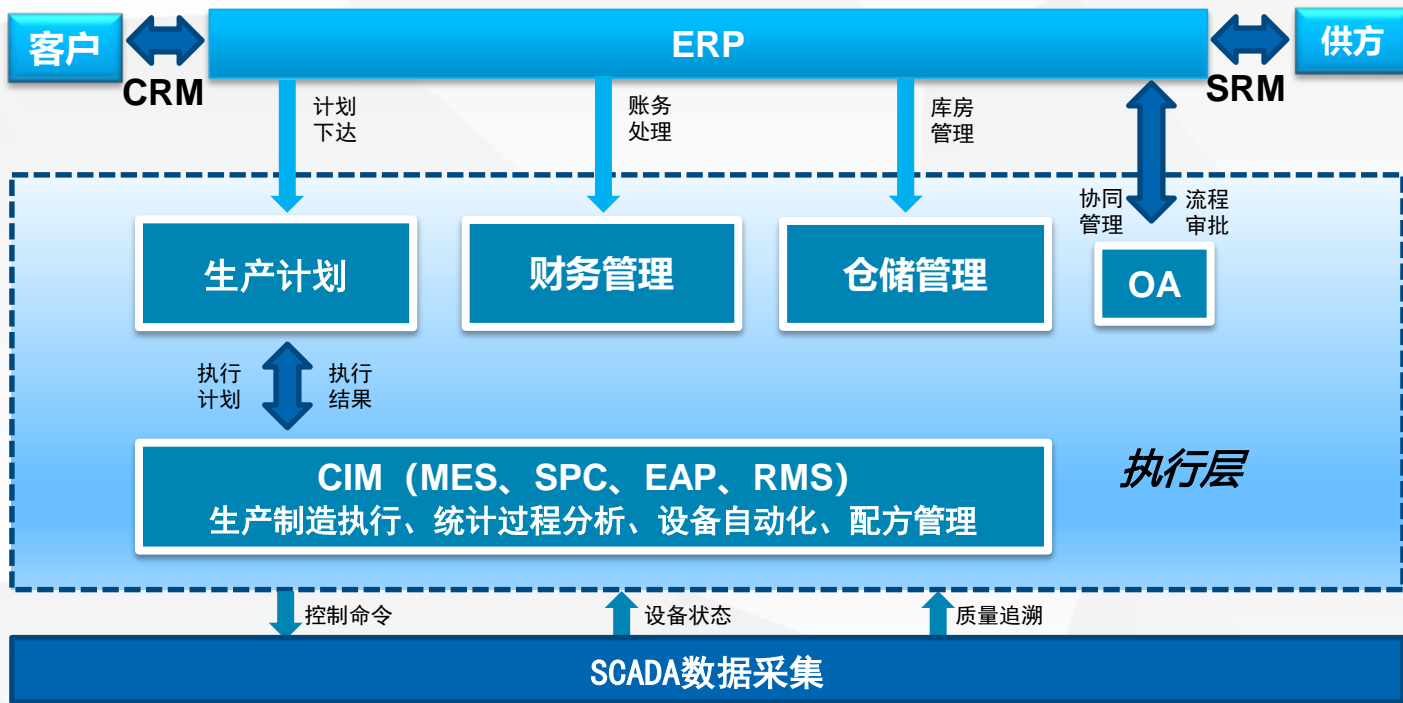 客户
ERP
供方
CRM
SRM
计划
下达
账务
处理
库房
管理
协同
管理
流程
审批
生产计划
财务管理
仓储管理
OA
执行
计划
执行
结果
CIM（MES、SPC、EAP、RMS）
生产制造执行、统计过程分析、设备自动化、配方管理
执行层
控制命令
设备状态
质量追溯
SCADA数据采集